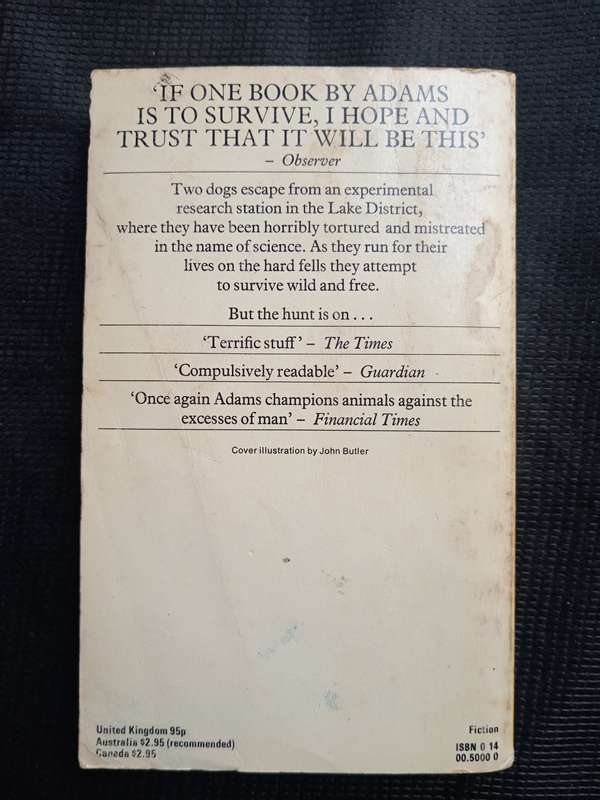 ‘IF ONE BOOK BY ADAMS
IS TO SURVIVE, I HOPE AND
TRUST THAT IT WILL BE THIS’
– Observer
Two dogs escape from an experimental
research station in the Lake District,
where they have been horribly tortured and mistreated
in the name of science. As they run for their
lives on the hard fells they attempt
to survive wild and free.
But the hunt is on . . .
‘Terrific stuff’ – The Times
‘Compulsively readable’ – Guardian
‘Once again Adams champions animals against the
excesses of man’ – Financial Times
Cover illustration by John Butler
United Kingdom 95p
Australia $2.95 (recommended)
Canada $2.95
Fiction
ISBN 0 14
00.5000 0